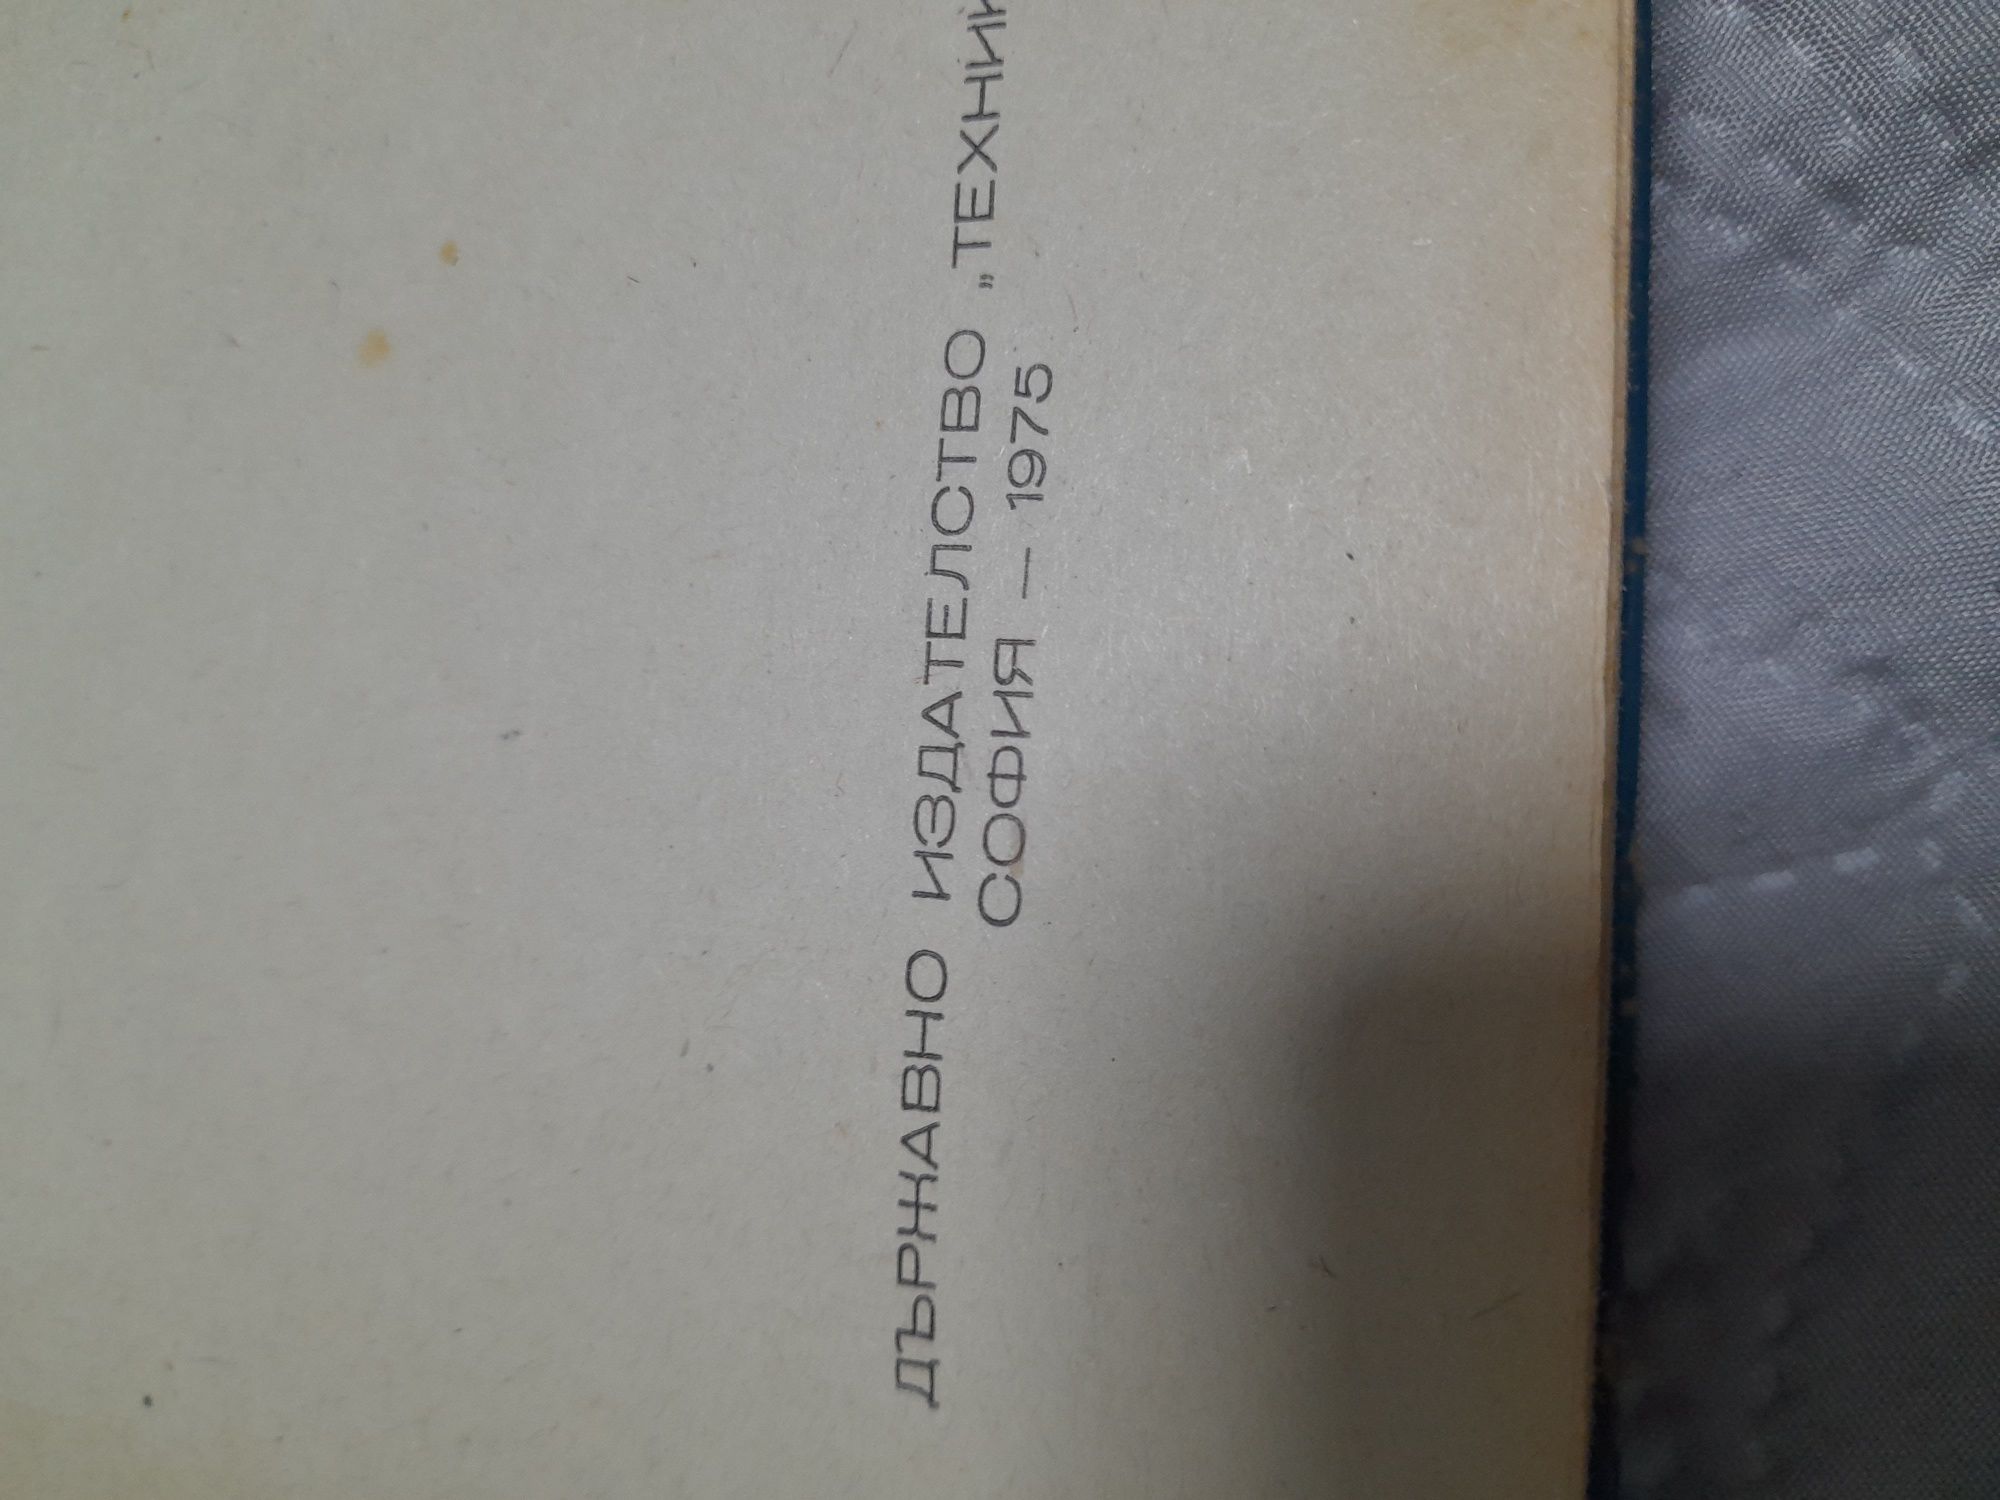 ДЪРЖАВНО ИЗДАТЕЛСТВО „ТЕХНИ
СОФИЯ — 1975